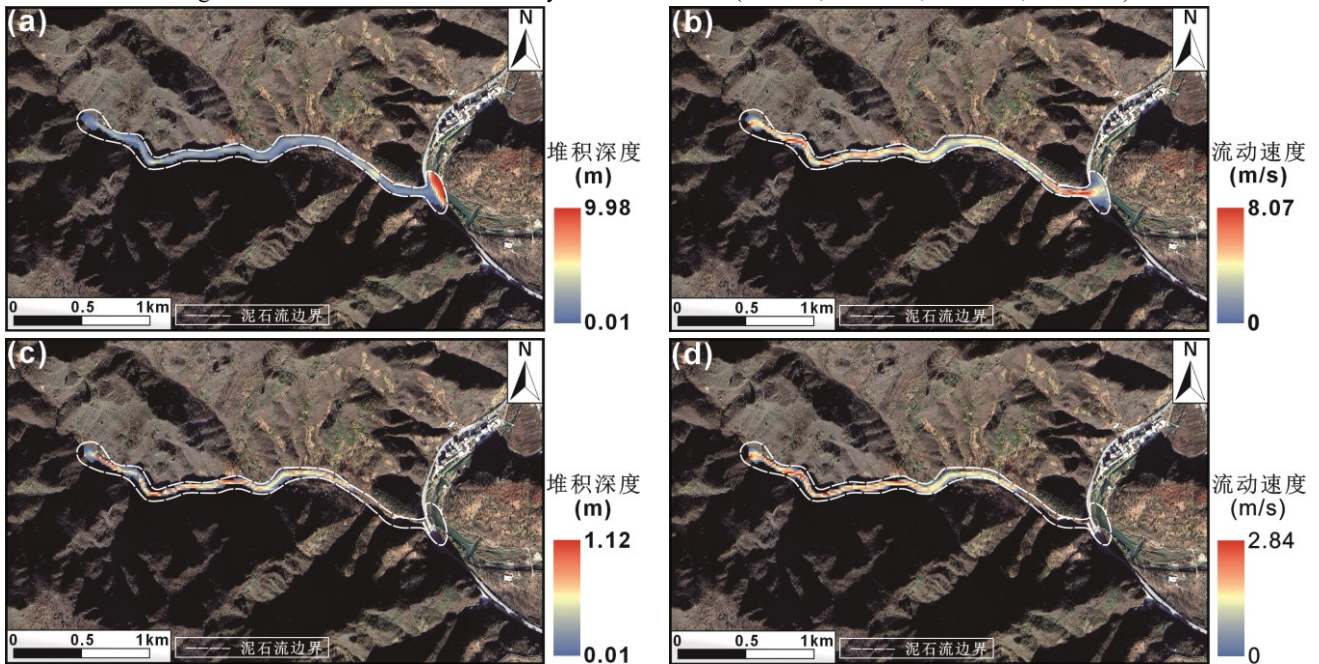 (a)
N
堆积深度
(m)
9.98
0.01
0 0.5 1km
泥石流边界
(b)
N
流动速度
(m/s)
8.07
0
0 0.5 1km
泥石流边界
(c)
N
堆积深度
(m)
1.12
0.01
0 0.5 1km
泥石流边界
(d)
N
流动速度
(m/s)
2.84
0
0 0.5 1km
泥石流边界